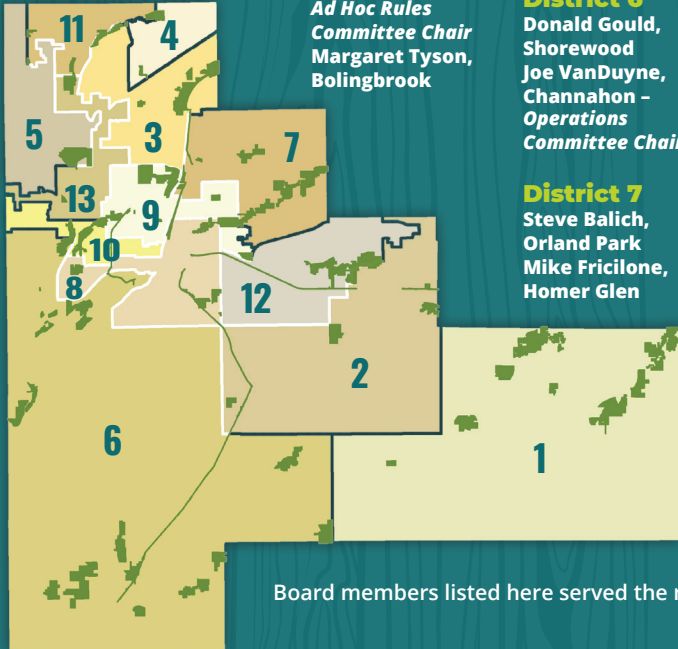 Ad Hoc Rules
Committee Chair
Margaret Tyson,
Bolingbrook
Donald Gould,
Shorewood
Joe VanDuyne,
Channahon –
Operations
Committee Chair
District 7
Steve Balich,
Orland Park
Mike Fricilone,
Homer Glen
11
4
5
3
7
13
9
10
8
12
2
6
1
Board members listed here served the